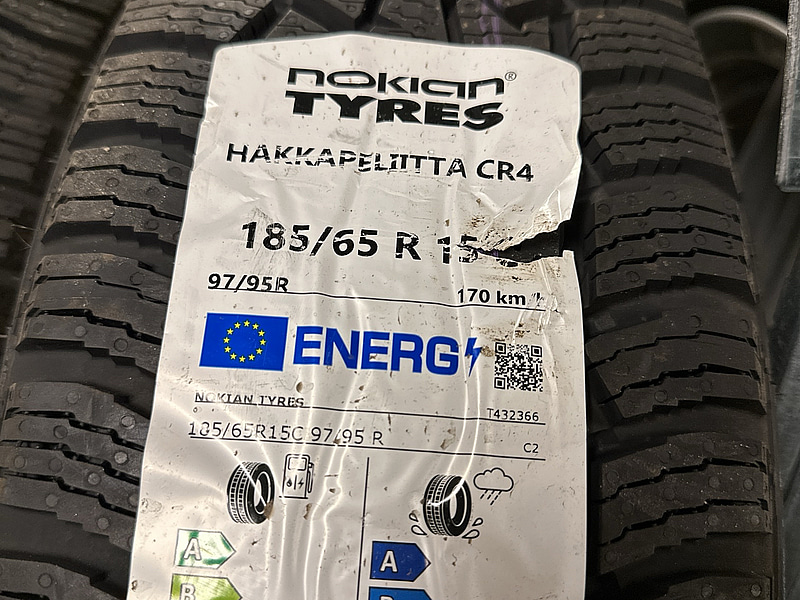 nokian®
TYRES
HAKKAPELIITTA CR4
185/65 R 15
97/95R
170 km/h
ENERG
NOKIAN TYRES
T432366
185/65R15C 97/95 R
C2
A
A
B
B